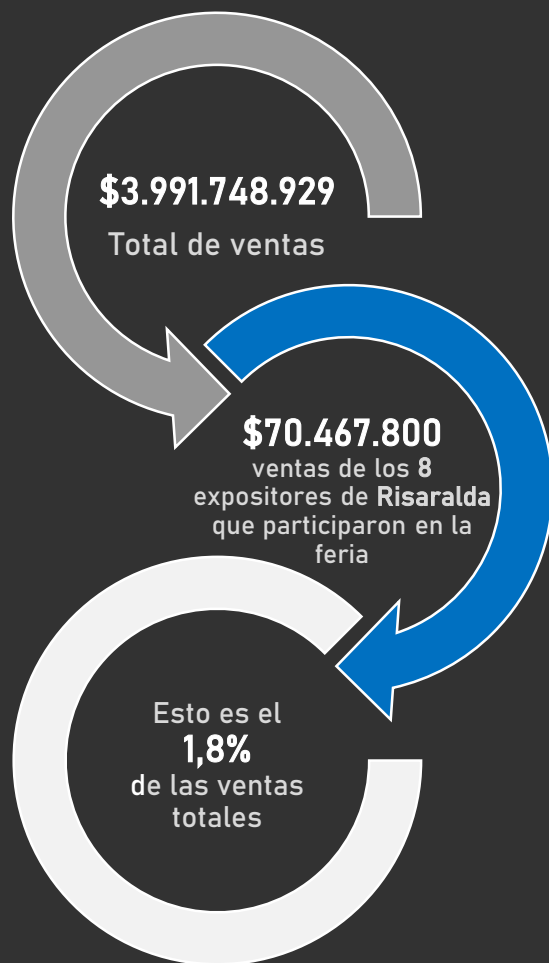 $3.991.748.929
Total de ventas
$70.467.800
ventas de los 8
expositores de Risaralda
que participaron en la
feria
Esto es el
1,8%
de las ventas
totales